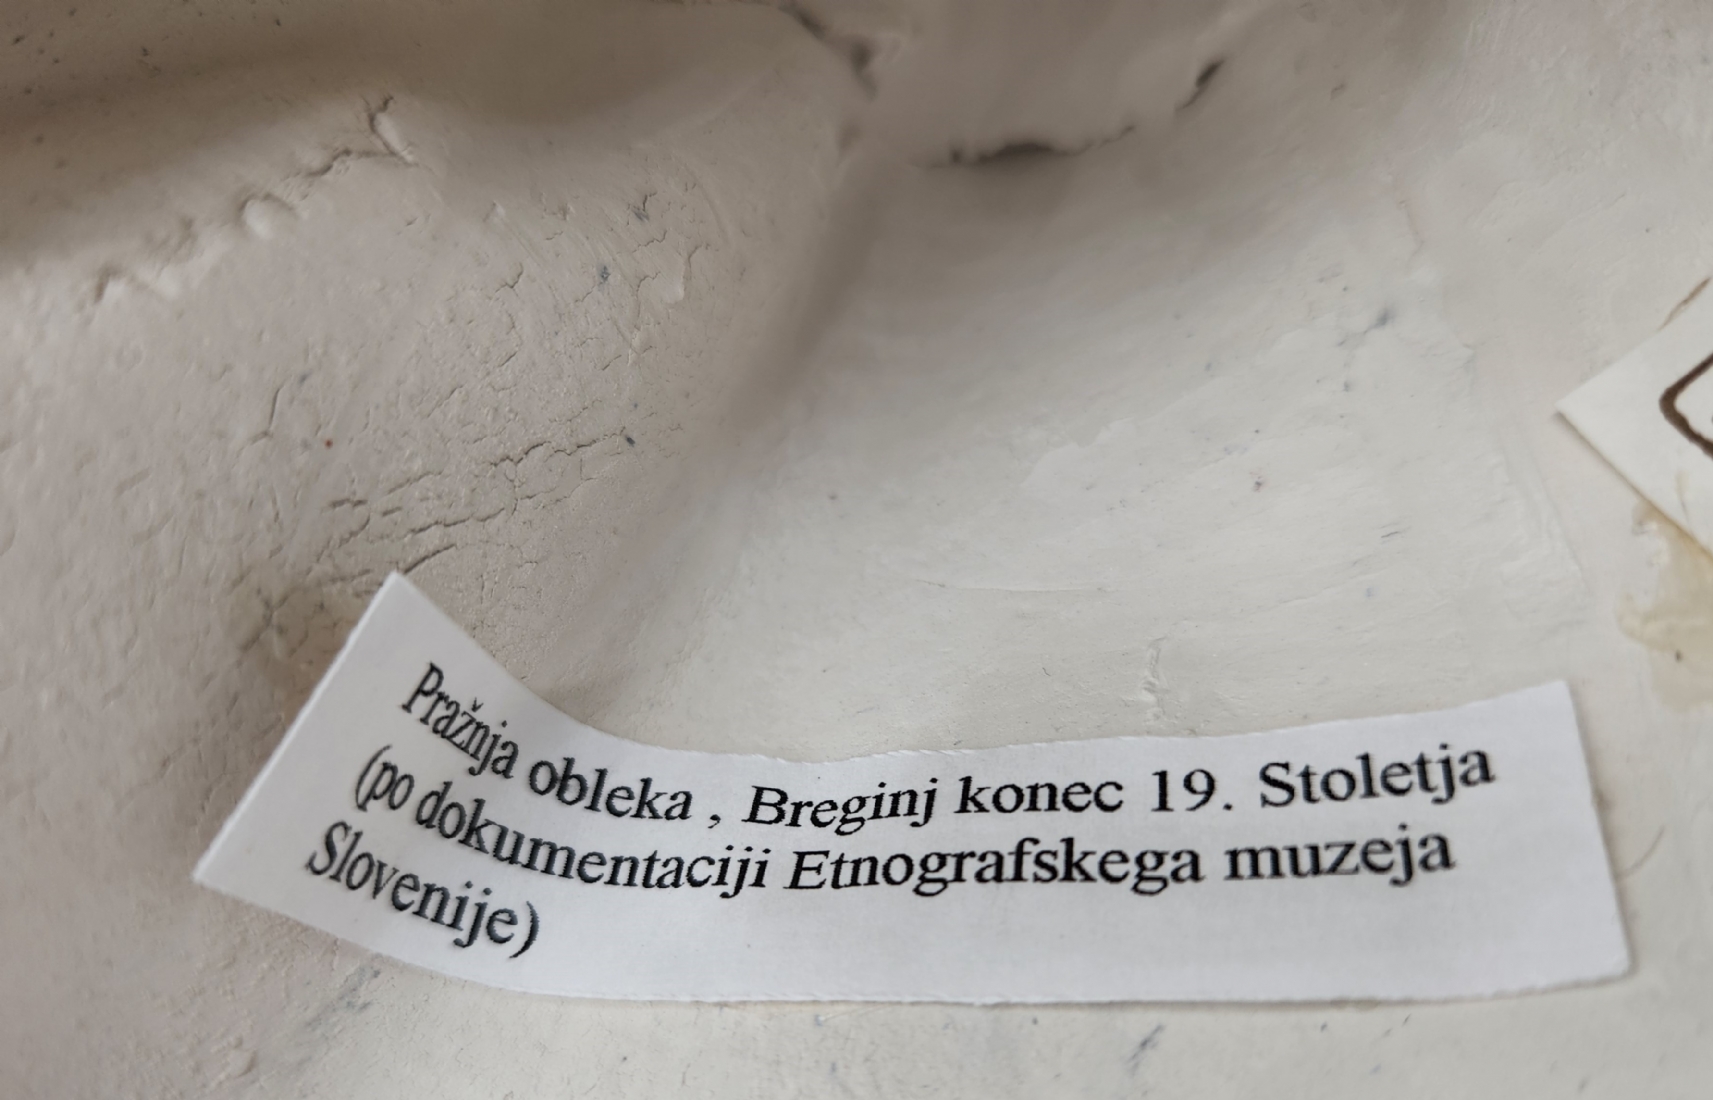 Pražnja obleka , Breginj konec 19. Stoletja
(po dokumentaciji Etnografskega muzeja
Slovenije)